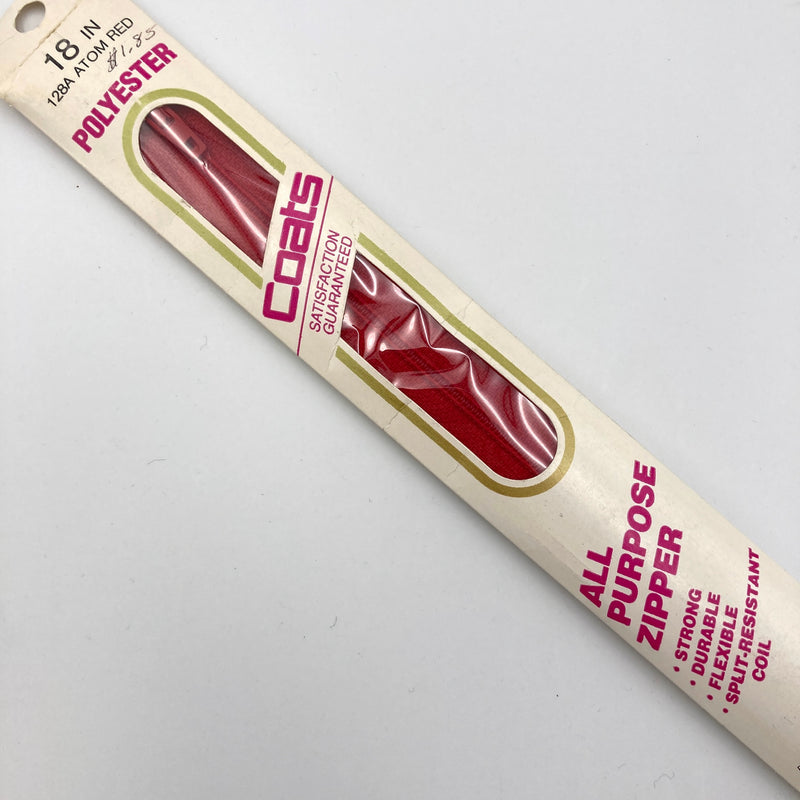 18 IN
128A ATOM RED
$1.85
POLYESTER
Coats
SATISFACTION
GUARANTEED
ALL
PURPOSE
ZIPPER
• STRONG
• DURABLE
• FLEXIBLE
• SPLIT-RESISTANT
COIL